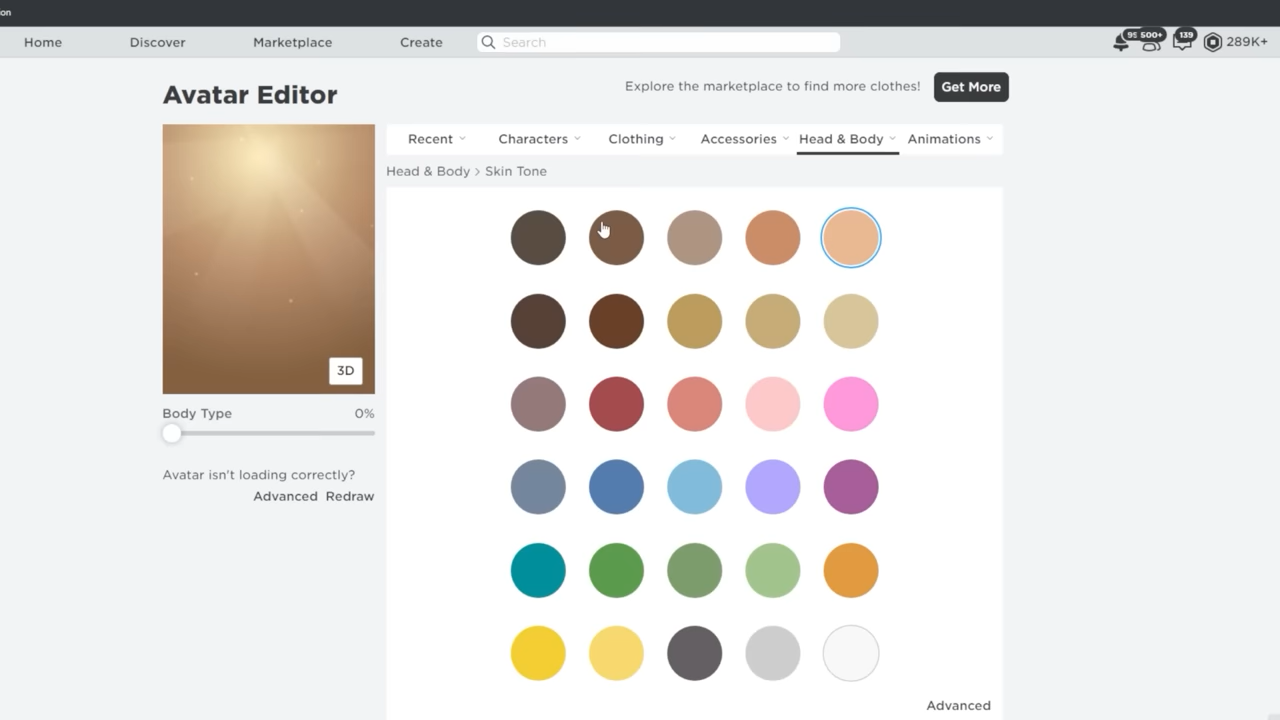 on
Home Discover Marketplace Create Search 500+ 139 289K+
Avatar Editor
Explore the marketplace to find more clothes! Get More
Recent Characters Clothing Accessories Head & Body Animations
Head & Body > Skin Tone
3D
Body Type 0%
Avatar isn't loading correctly?
Advanced Redraw
Advanced